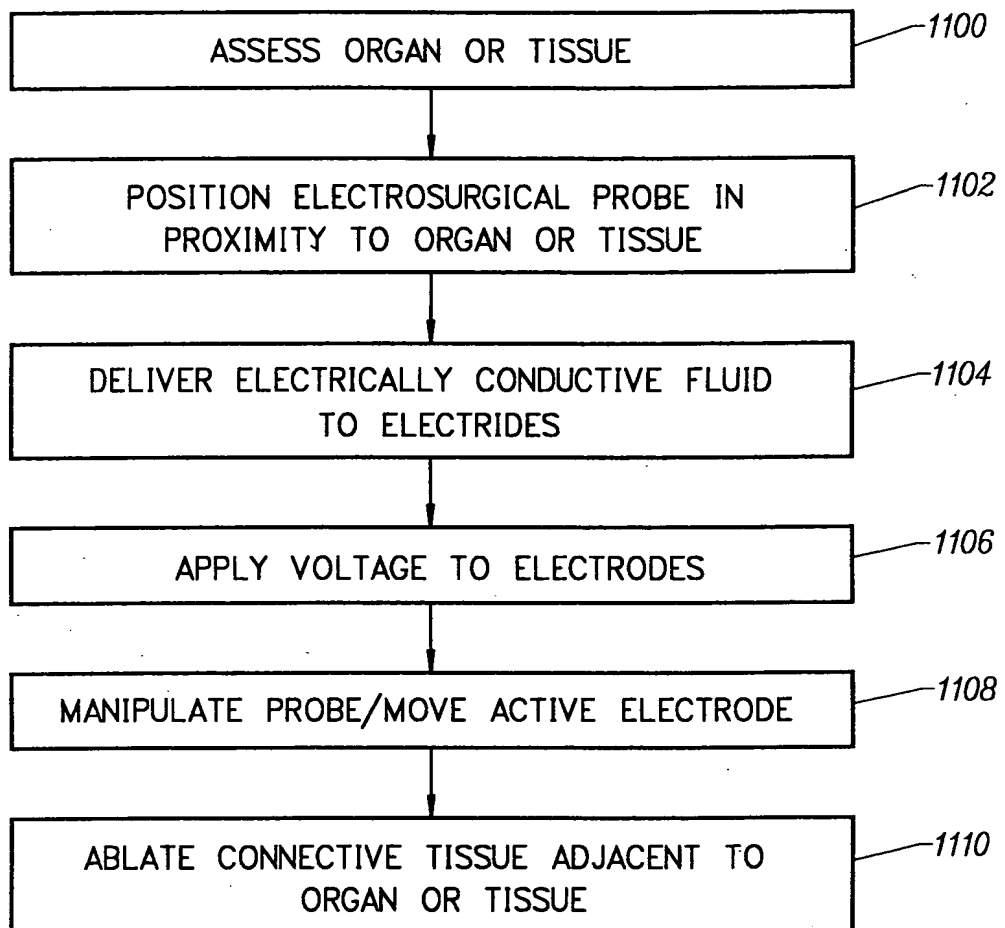 ASSESS ORGAN OR TISSUE
1100
POSITION ELECTROSURGICAL PROBE IN
PROXIMITY TO ORGAN OR TISSUE
1102
DELIVER ELECTRICALLY CONDUCTIVE FLUID
TO ELECTRIDES
1104
APPLY VOLTAGE TO ELECTRODES
1106
MANIPULATE PROBE/MOVE ACTIVE ELECTRODE
1108
ABLATE CONNECTIVE TISSUE ADJACENT TO
ORGAN OR TISSUE
1110